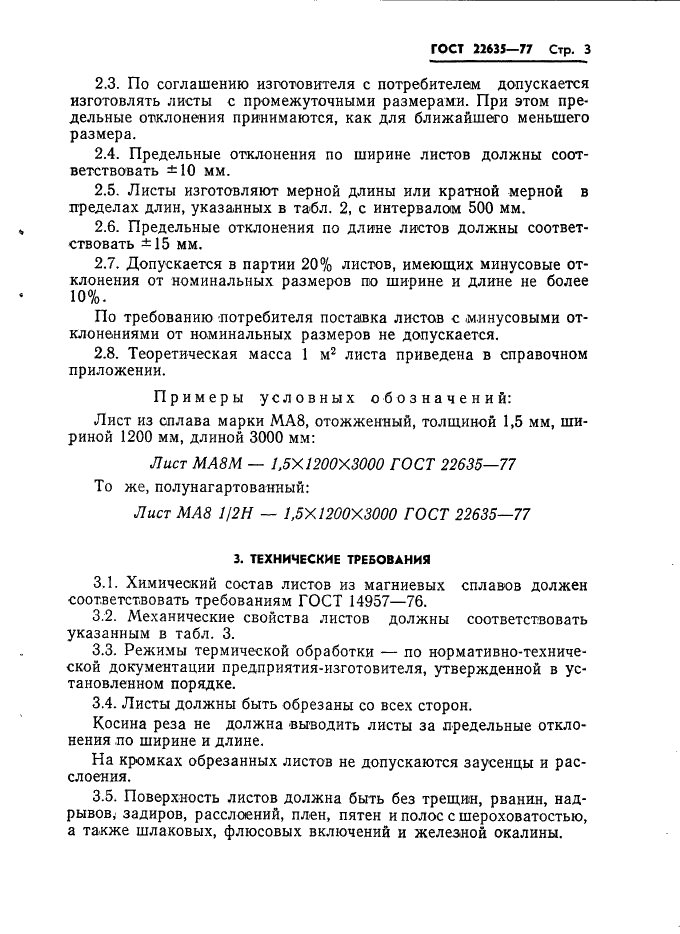 ГОСТ 22635—77 Стр. 3
2.3. По соглашению изготовителя с потребителем допускается
изготовлять листы с промежуточными размерами. При этом пре-
дельные отклонения принимаются, как для ближайшего меньшего
размера.
2.4. Предельные отклонения по ширине листов должны соот-
ветствовать ±10 мм.
2.5. Листы изготовляют мерной длины или кратной мерной в
пределах длин, указанных в табл. 2, с интервалом 500 мм.
2.6. Предельные отклонения по длине листов должны соответ-
ствовать ±15 мм.
2.7. Допускается в партии 20% листов, имеющих минусовые от-
клонения от номинальных размеров по ширине и длине не более
10%.
По требованию потребителя поставка листов с минусовыми от-
клонениями от номинальных размеров не допускается.
2.8. Теоретическая масса 1 м² листа приведена в справочном
приложении.
Примеры условных обозначений:
Лист из сплава марки МА8, отожженный, толщиной 1,5 мм, ши-
риной 1200 мм, длиной 3000 мм:
Лист МА8М — 1,5×1200×3000 ГОСТ 22635—77
То же, полунагартованный:
Лист МА8 1/2Н — 1,5×1200×3000 ГОСТ 22635—77
3. ТЕХНИЧЕСКИЕ ТРЕБОВАНИЯ
3.1. Химический состав листов из магниевых сплавов должен
соответствовать требованиям ГОСТ 14957—76.
3.2. Механические свойства листов должны соответствовать
указанным в табл. 3.
3.3. Режимы термической обработки — по нормативно-техниче-
ской документации предприятия-изготовителя, утвержденной в ус-
тановленном порядке.
3.4. Листы должны быть обрезаны со всех сторон.
Косина реза не должна выводить листы за предельные откло-
нения по ширине и длине.
На кромках обрезанных листов не допускаются заусенцы и рас-
слоения.
3.5. Поверхность листов должна быть без трещин, рванин, над-
рывов, задиров, расслоений, плен, пятен и полос с шероховатостью,
а также шлаковых, флюсовых включений и железной окалины.